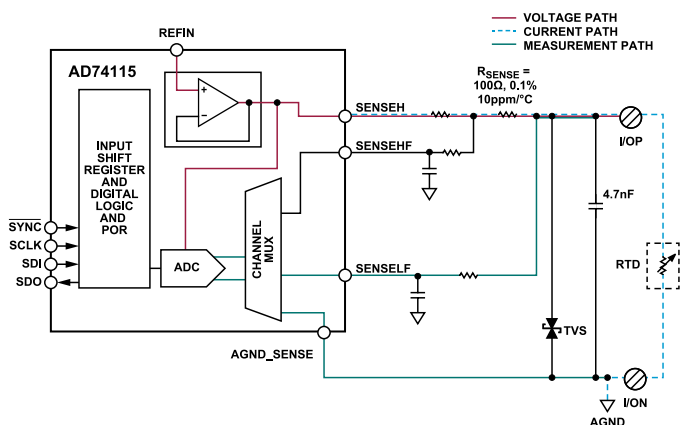 VOLTAGE PATH
CURRENT PATH
MEASUREMENT PATH
REFIN
AD74115
RSENSE =
100Ω, 0.1%
10ppm/°C
+
−
SENSEH
I/OP
INPUT
SHIFT
REGISTER
AND
DIGITAL
LOGIC
AND
POR
SENSEHF
4.7nF
SYNC
SCLK
SDI
SDO
ADC
CHANNEL
MUX
SENSELF
RTD
TVS
AGND_SENSE
I/ON
AGND